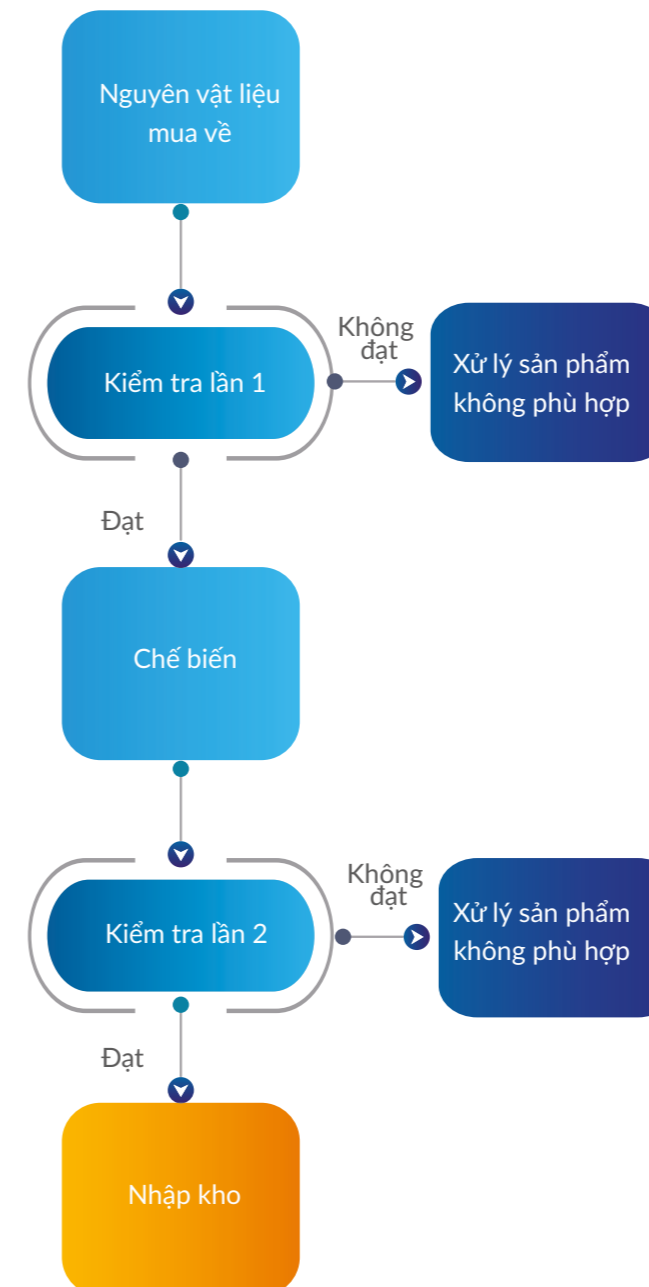 Nguyên vật liệu
mua về
Không
đạt
Kiểm tra lần 1
Xử lý sản phẩm
không phù hợp
Đạt
Chế biến
Không
đạt
Kiểm tra lần 2
Xử lý sản phẩm
không phù hợp
Đạt
Nhập kho